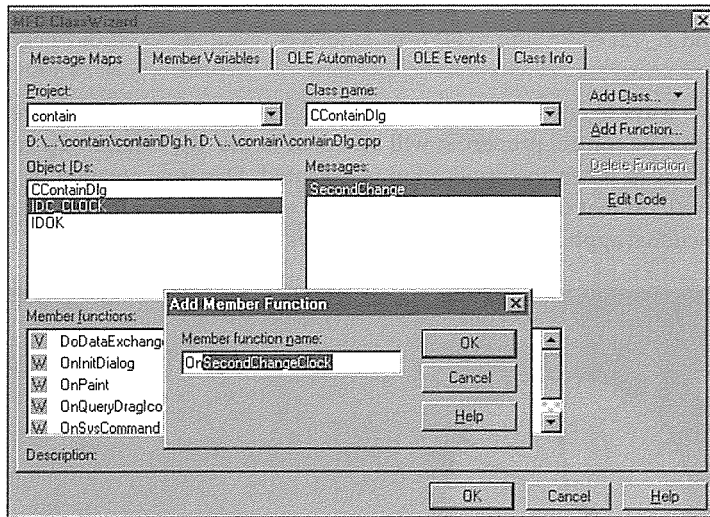 MFC ClassWizard
Message Maps
Member Variables
OLE Automation
OLE Events
Class Info
Project:
Class name:
contain
CContainDlg
Add Class...
D:\...\contain\containDlg.h, D:\...\contain\containDlg.cpp
Add Function...
Object IDs:
Messages:
Delete Function
CContainDlg
IDC_CLOCK
IDOK
SecondChange
Edit Code
Add Member Function
Member function name:
OnSecondChangeClock
OK
Cancel
Help
Member functions:
V DoDataExchange
W OnInitDialog
W OnPaint
W OnQueryDragIco
W OnSysCommand
Description:
OK
Cancel
Help